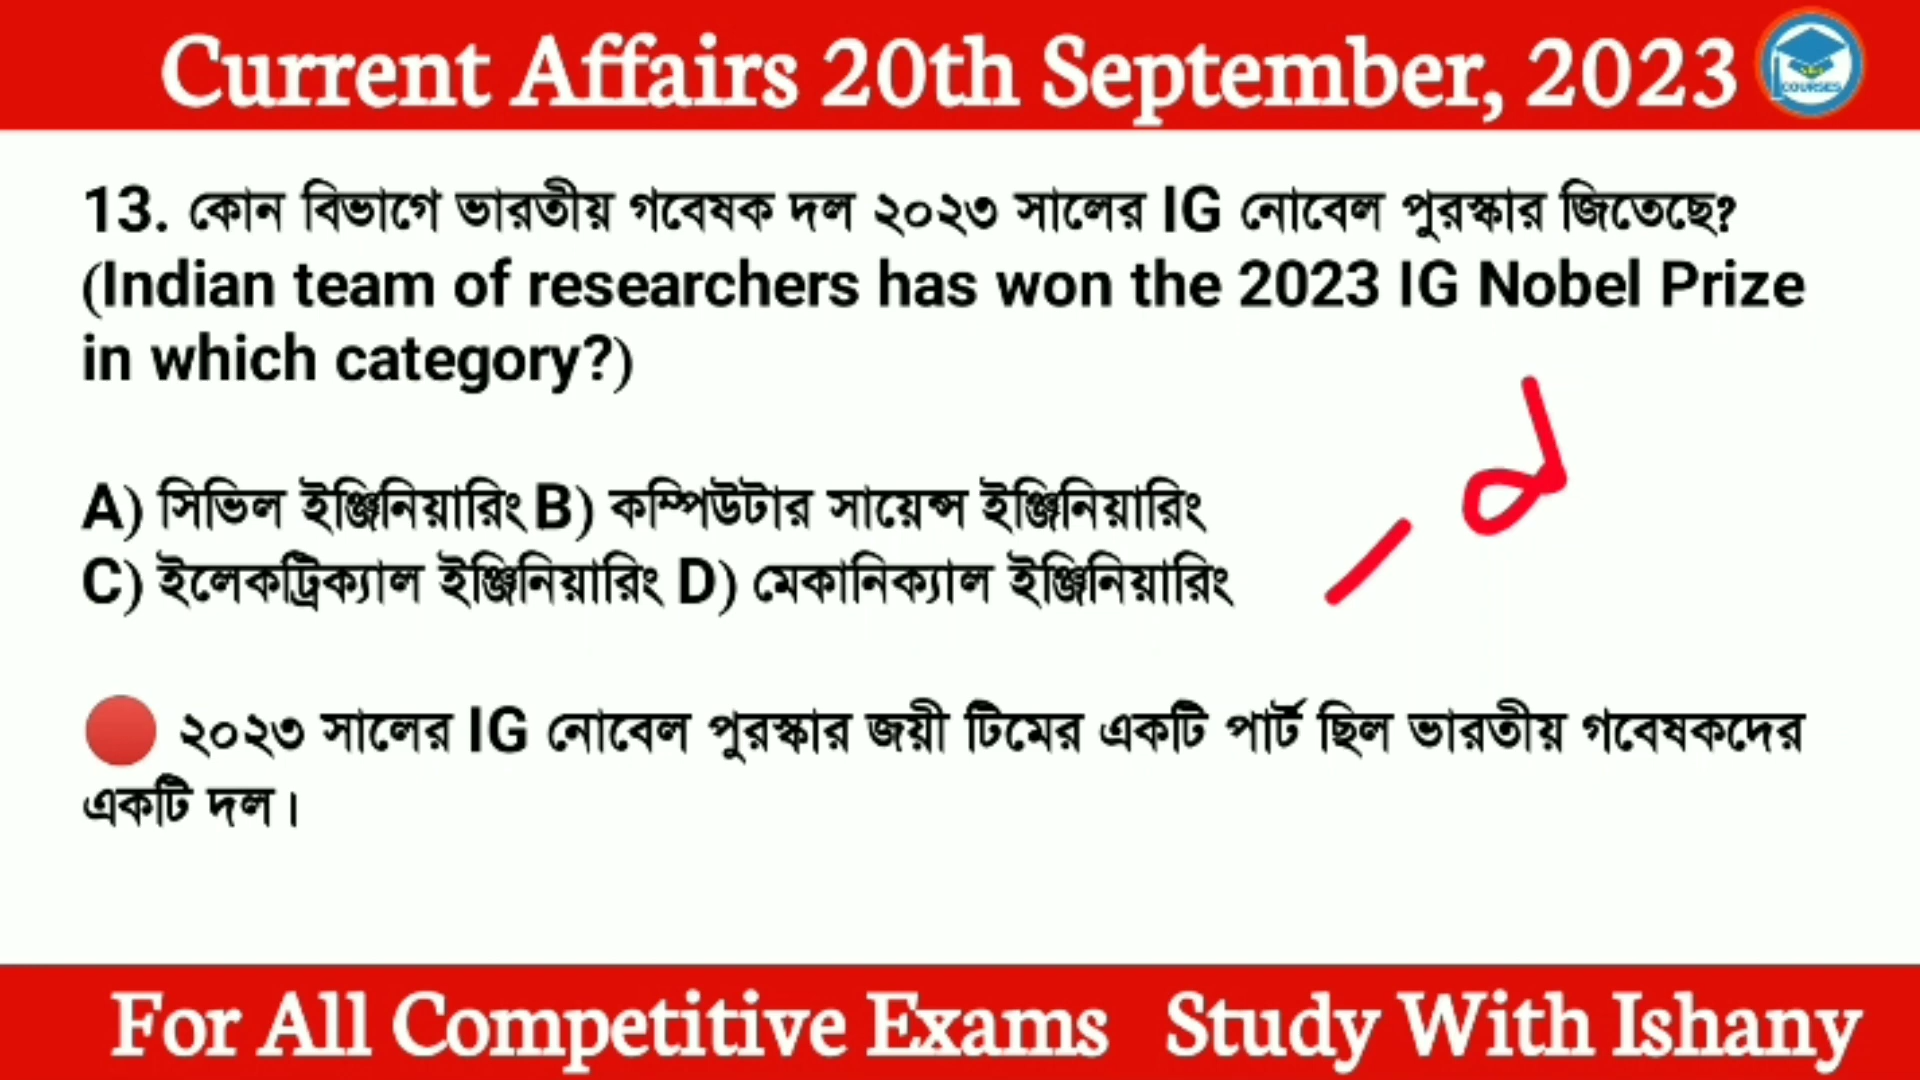 Current Affairs 20th September, 2023
COURSES
13. কোন বিভাগে ভারতীয় গবেষক দল ২০২৩ সালের IG নোবেল পুরস্কার জিতেছে?
(Indian team of researchers has won the 2023 IG Nobel Prize
in which category?)
A) সিভিল ইঞ্জিনিয়ারিং B) কম্পিউটার সায়েন্স ইঞ্জিনিয়ারিং
C) ইলেকট্রিক্যাল ইঞ্জিনিয়ারিং D) মেকানিক্যাল ইঞ্জিনিয়ারিং
- d
২০২৩ সালের IG নোবেল পুরস্কার জয়ী টিমের একটি পার্ট ছিল ভারতীয় গবেষকদের
একটি দল।
For All Competitive Exams Study With Ishany